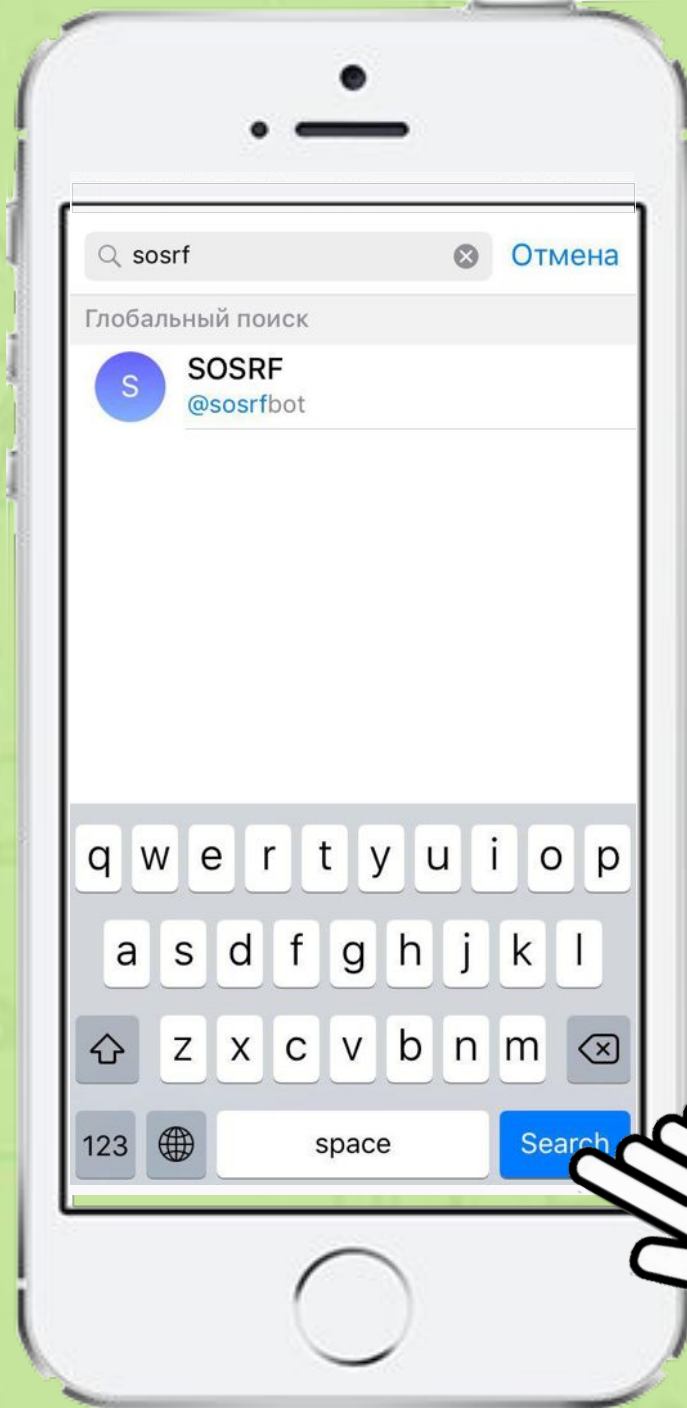 sosrf Отмена
Глобальный поиск
S SOSRF
@sosrfbot
q w e r t y u i o p
a s d f g h j k l
z x c v b n m
123 space Search